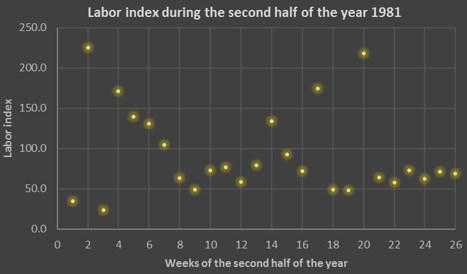 Labor index during the second half of the year 1981
250.0
200.0
150.0
100.0
50.0
0.0
Labor index
0 2 4 6 8 10 12 14 16 18 20 22 24 26
Weeks of the second half of the year